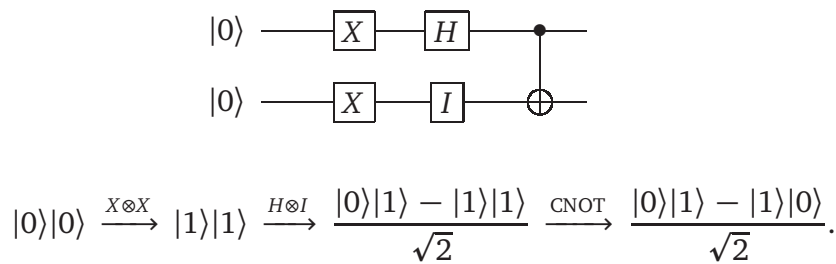 |0⟩ X H
|0⟩ X I
|0⟩|0⟩ X⊗X ⟶ |1⟩|1⟩ H⊗I ⟶ (|0⟩|1⟩ − |1⟩|1⟩)/√2 CNOT ⟶ (|0⟩|1⟩ − |1⟩|0⟩)/√2.